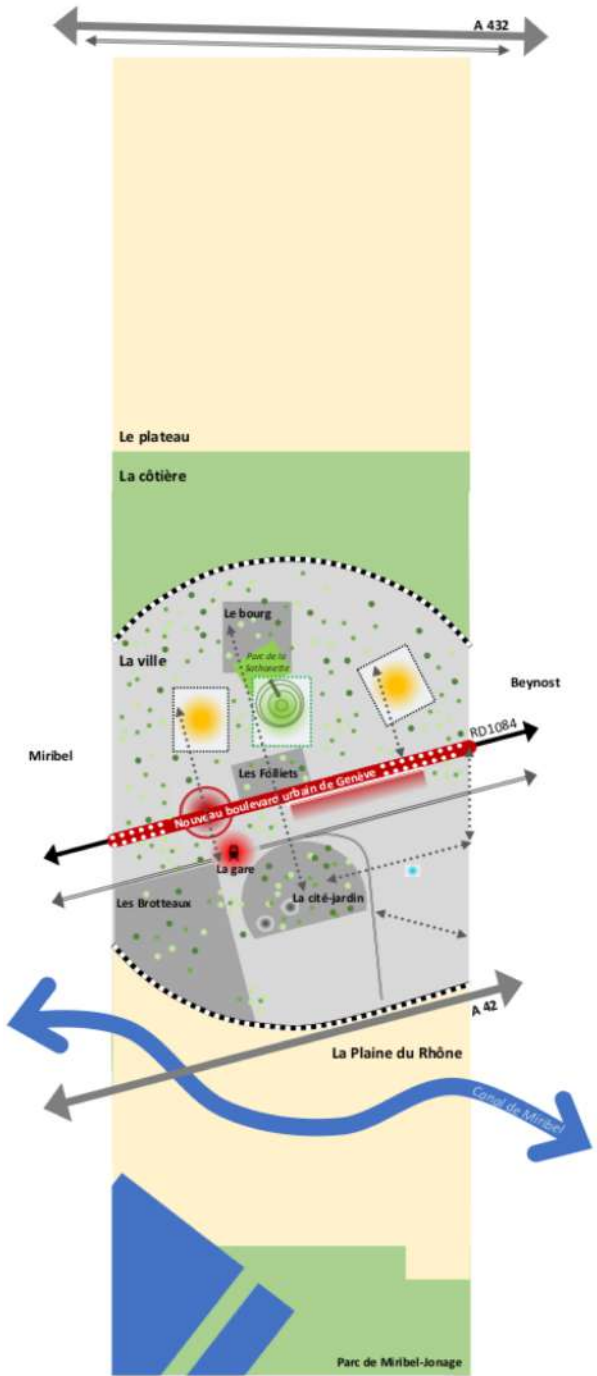 A 432
Le plateau
La côtière
Le bourg
Parc de la
Sathonette
La ville
Beynost
RD1084
Miribel
Les Folliets
Nouveau boulevard urbain de Genève
La gare
Les Brotteaux
La cité-jardin
A 42
La Plaine du Rhône
Canal de Miribel
Parc de Miribel-Jonage